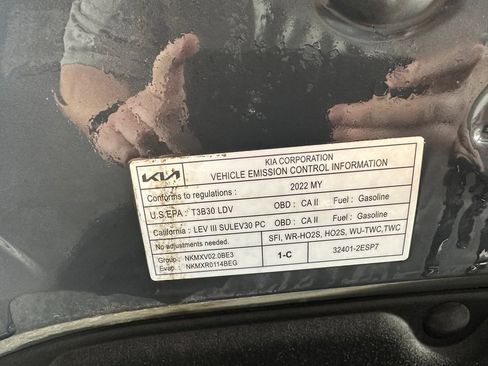 KIA
KIA CORPORATION
VEHICLE EMISSION CONTROL INFORMATION
Conforms to regulations : 2022 MY
U.S.EPA : T3B30 LDV OBD : CA II Fuel : Gasoline
California : LEV III SULEV30 PC OBD : CA II Fuel : Gasoline
No adjustments needed. SFI, WR-HO2S, HO2S, WU-TWC,TWC
Group : NKMXV02.0BE3
Evap. : NKMXR0114BEG 1-C 32401-2ESP7